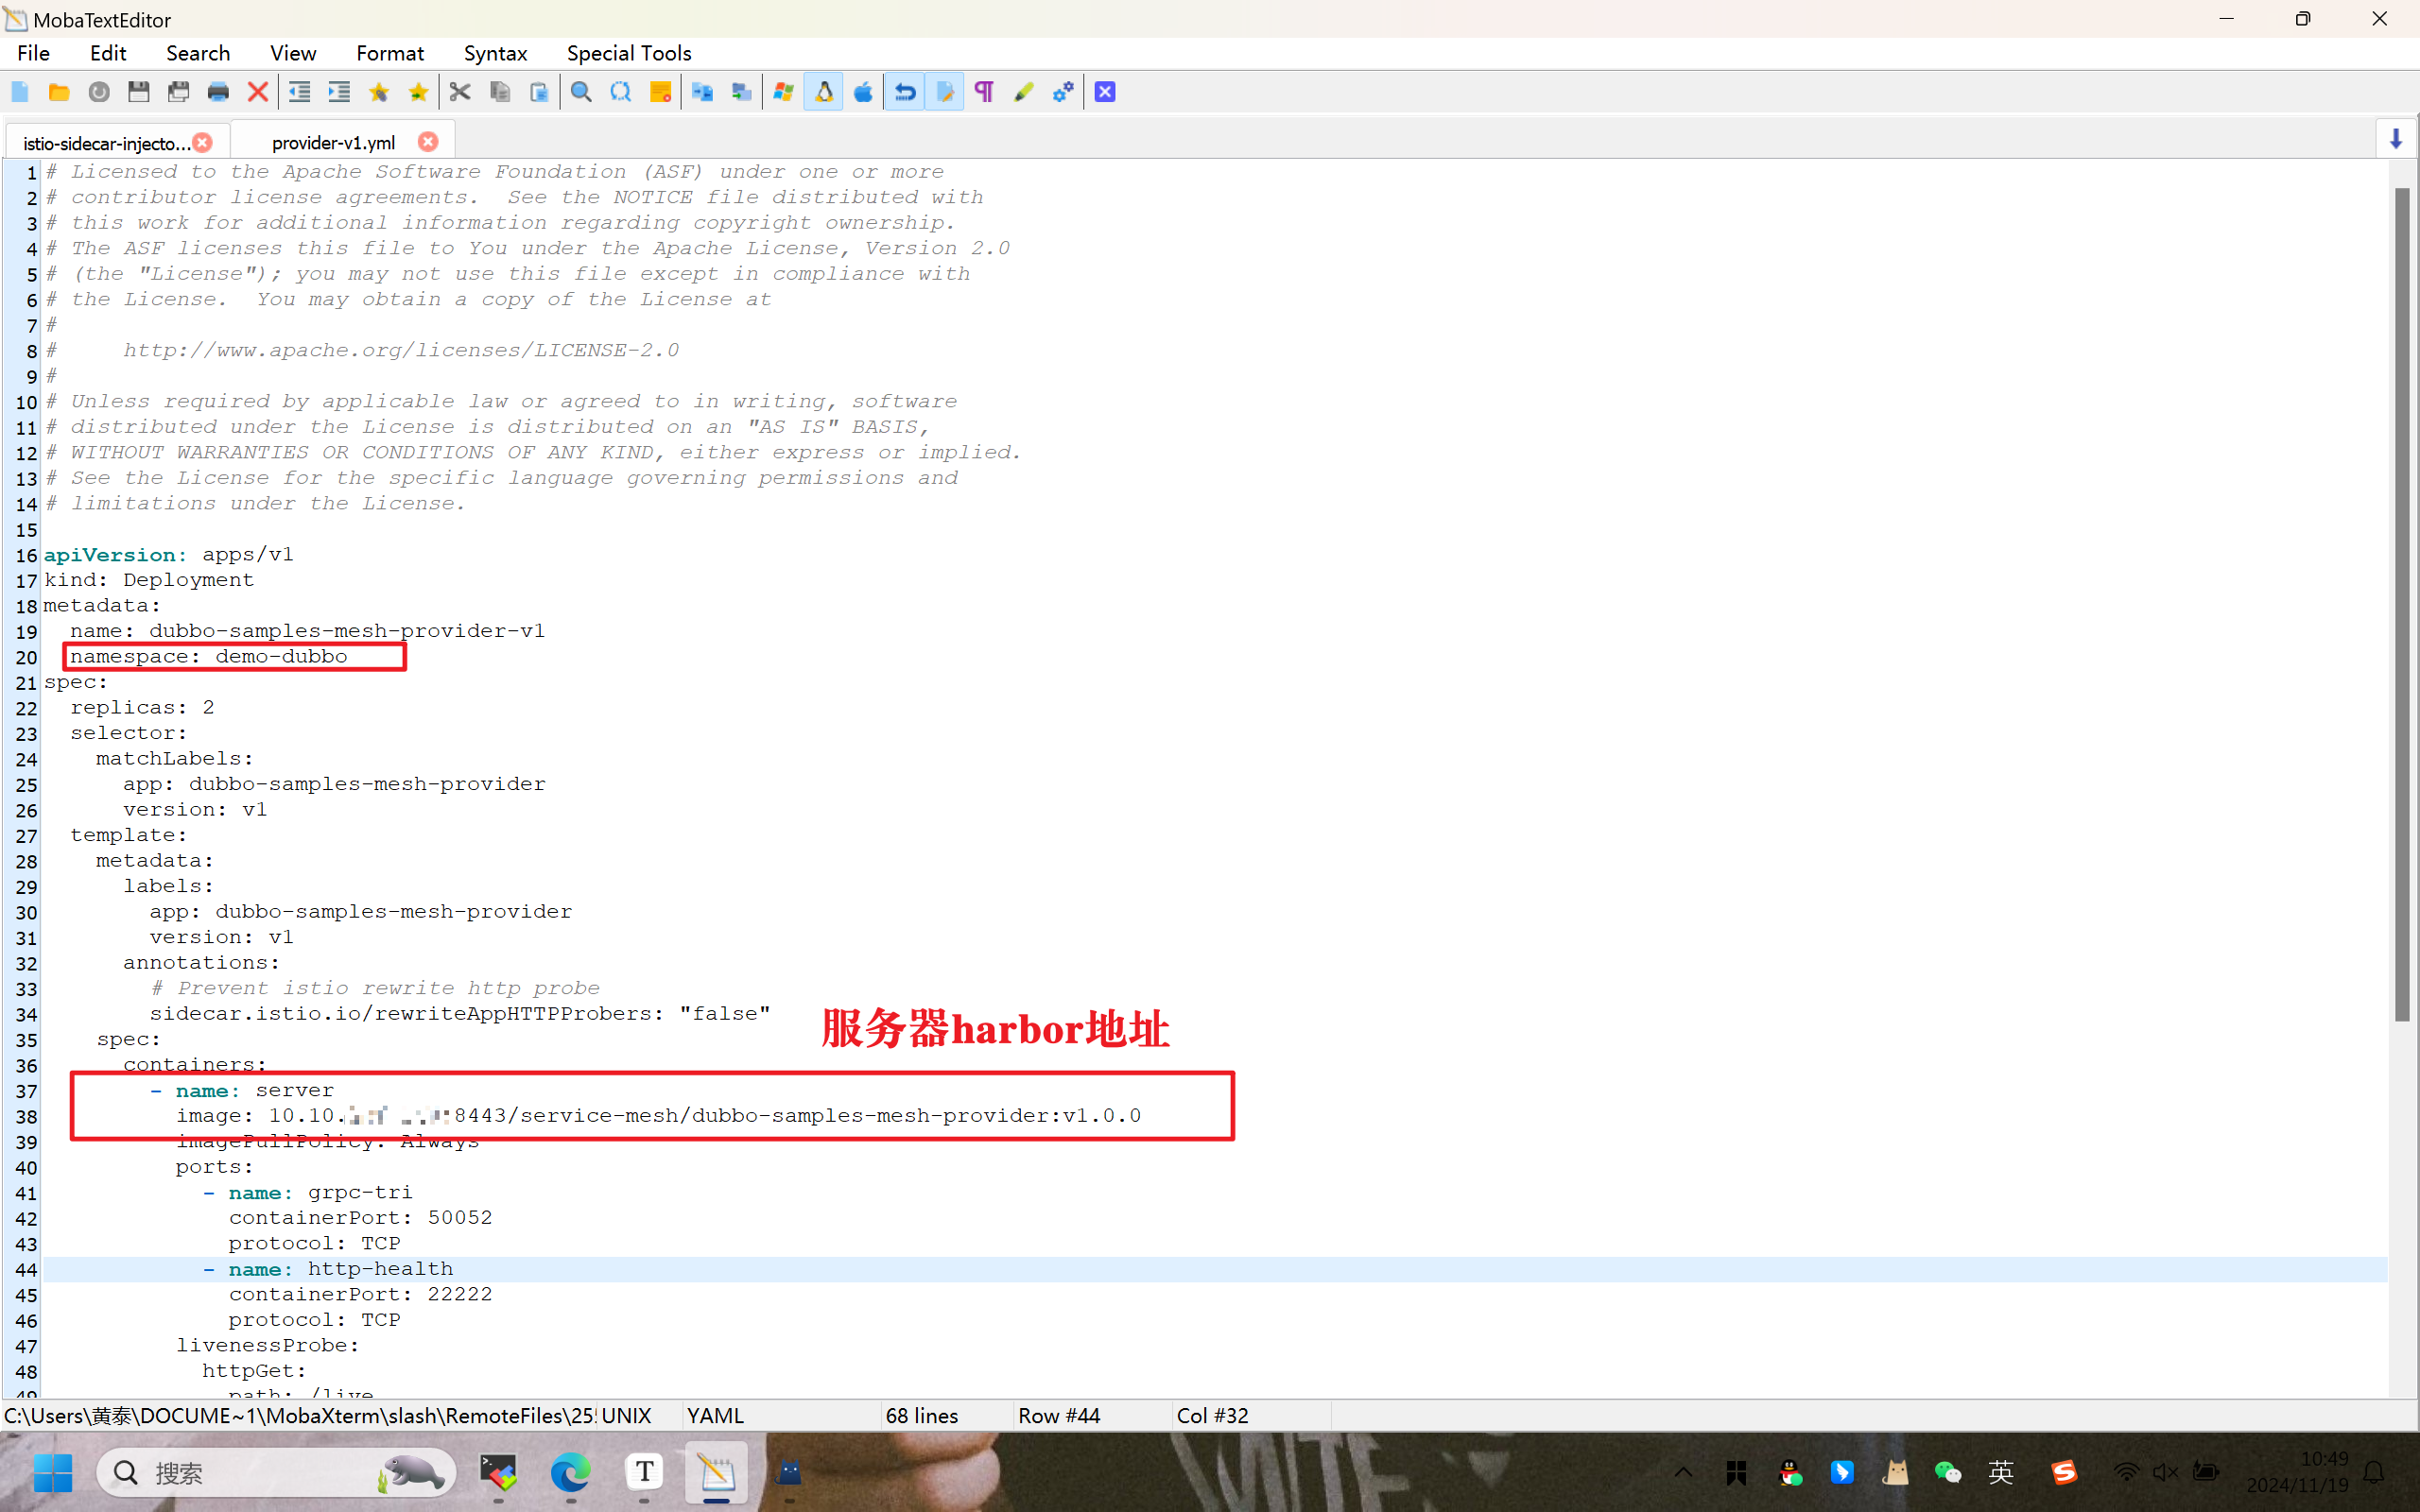 MobaTextEditor
File Edit Search View Format Syntax Special Tools
istio-sidecar-injecto... provider-v1.yml
1 # Licensed to the Apache Software Foundation (ASF) under one or more
2 # contributor license agreements.  See the NOTICE file distributed with
3 # this work for additional information regarding copyright ownership.
4 # The ASF licenses this file to You under the Apache License, Version 2.0
5 # (the "License"); you may not use this file except in compliance with
6 # the License.  You may obtain a copy of the License at
7 #
8 #     http://www.apache.org/licenses/LICENSE-2.0
9 #
10 # Unless required by applicable law or agreed to in writing, software
11 # distributed under the License is distributed on an "AS IS" BASIS,
12 # WITHOUT WARRANTIES OR CONDITIONS OF ANY KIND, either express or implied.
13 # See the License for the specific language governing permissions and
14 # limitations under the License.
15
16 apiVersion: apps/v1
17 kind: Deployment
18 metadata:
19   name: dubbo-samples-mesh-provider-v1
20   namespace: demo-dubbo
21 spec:
22   replicas: 2
23   selector:
24     matchLabels:
25       app: dubbo-samples-mesh-provider
26       version: v1
27   template:
28     metadata:
29       labels:
30         app: dubbo-samples-mesh-provider
31         version: v1
32       annotations:
33         # Prevent istio rewrite http probe
34         sidecar.istio.io/rewriteAppHTTPProbers: "false"
服务器harbor地址
35     spec:
36       containers:
37         - name: server
38           image: 10.10. 8443/service-mesh/dubbo-samples-mesh-provider:v1.0.0
39           imagePullPolicy: Always
40           ports:
41             - name: grpc-tri
42               containerPort: 50052
43               protocol: TCP
44             - name: http-health
45               containerPort: 22222
46               protocol: TCP
47           livenessProbe:
48             httpGet:
49               path: /live
C:\Users\黄泰\DOCUME~1\MobaXterm\slash\RemoteFiles\25 UNIX YAML 68 lines Row #44 Col #32
搜索 T 英 10:49
2024/11/19